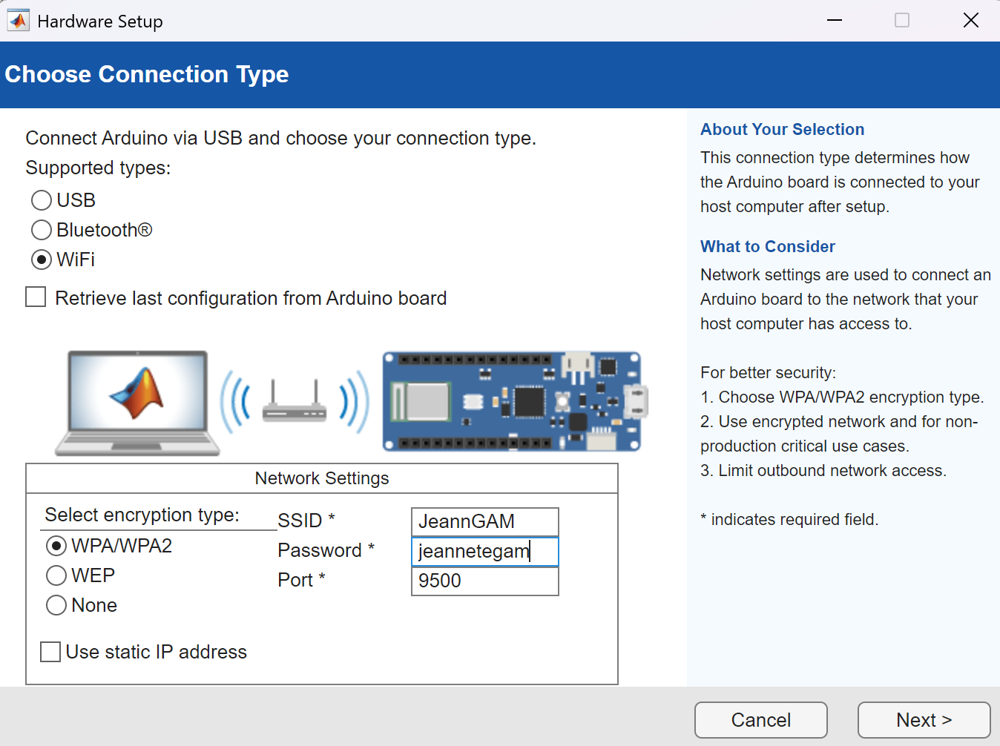 Hardware Setup
Choose Connection Type
Connect Arduino via USB and choose your connection type.
Supported types:
USB
Bluetooth®
WiFi
Retrieve last configuration from Arduino board
Network Settings
Select encryption type:
WPA/WPA2
WEP
None
SSID *
JeannGAM
Password *
jeannetegam
Port *
9500
Use static IP address
About Your Selection
This connection type determines how
the Arduino board is connected to your
host computer after setup.
What to Consider
Network settings are used to connect an
Arduino board to the network that your
host computer has access to.
For better security:
1. Choose WPA/WPA2 encryption type.
2. Use encrypted network and for non-
production critical use cases.
3. Limit outbound network access.
* indicates required field.
Cancel
Next >